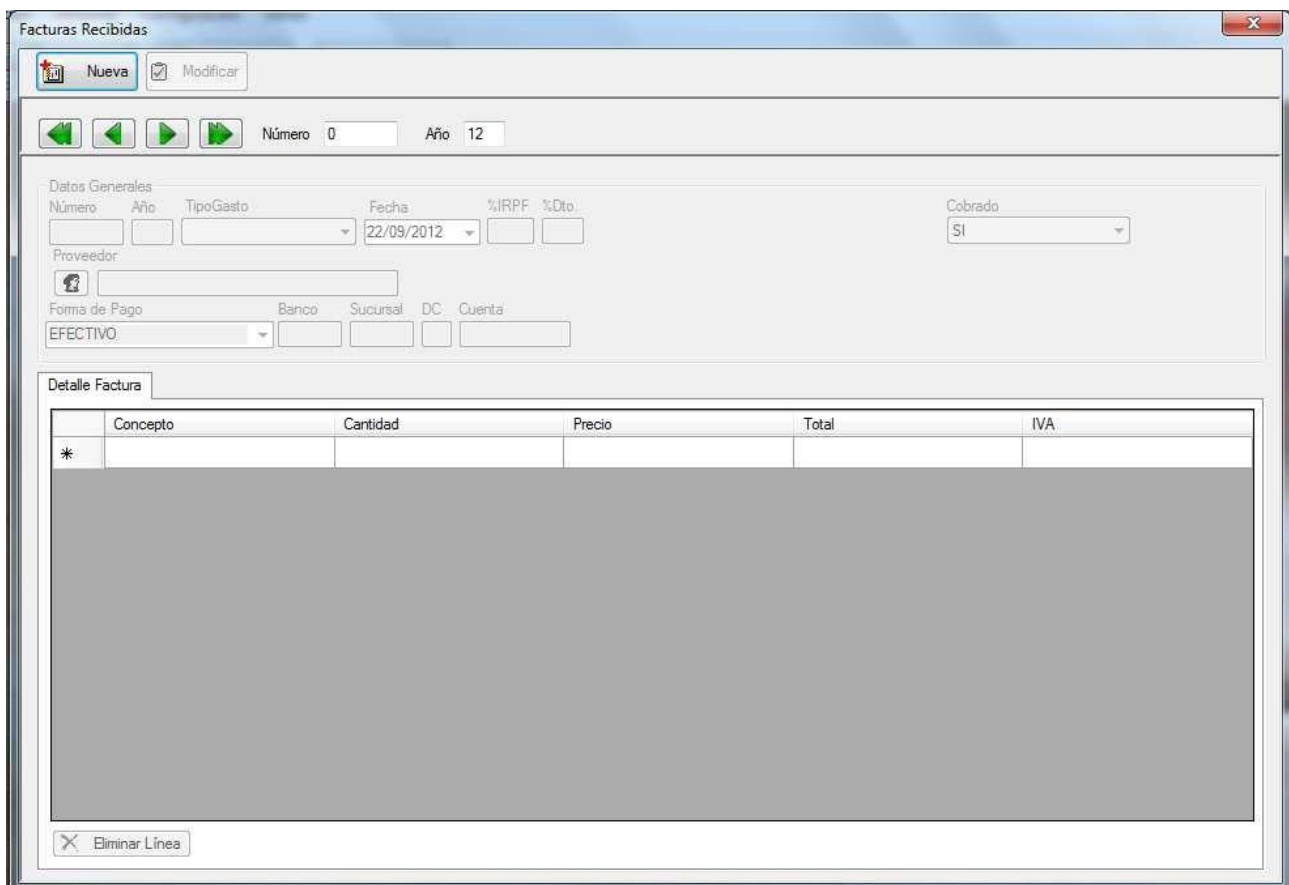 Facturas Recibidas
Nueva Modificar
Número 0 Año 12
Datos Generales
Número Año TipoGasto Fecha %IRPF %Dto. Cobrado
22/09/2012 SI
Proveedor
Forma de Pago Banco Sucursal DC Cuenta
EFECTIVO
Detalle Factura
Concepto Cantidad Precio Total IVA
*
Eliminar Línea